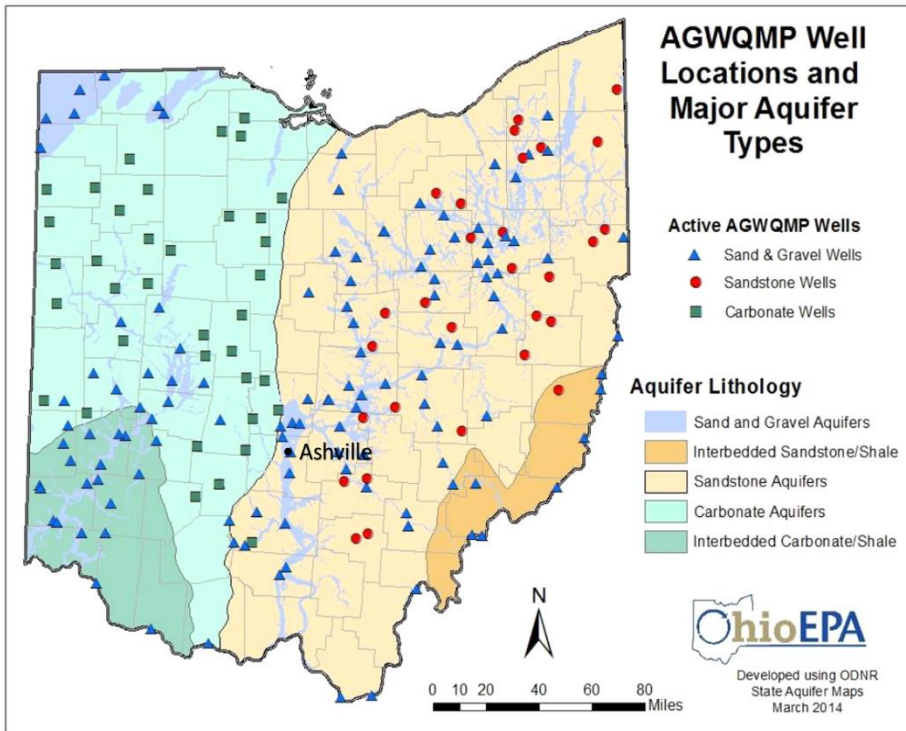 AGWQMP Well
Locations and
Major Aquifer
Types
Active AGWQMP Wells
Sand & Gravel Wells
Sandstone Wells
Carbonate Wells
Aquifer Lithology
Sand and Gravel Aquifers
Interbedded Sandstone/Shale
Sandstone Aquifers
Carbonate Aquifers
Interbedded Carbonate/Shale
Ashville
N
0 10 20 40 60 80
Miles
OhioEPA
Developed using ODNR
State Aquifer Maps
March 2014